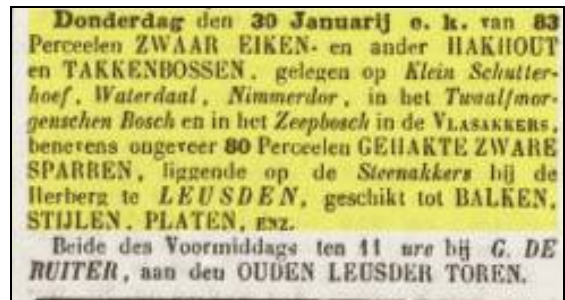 Donderdag den 30 Januarij e. k. van 83
Perceelen ZWAAR EIKEN- en ander HAKHOUT
en TAKKENBOSSEN, gelegen op Klein Schutter-
hoef, Waterdaal, Nimmerdor, in het Twaalfmor-
genschen Bosch en in het Zeepbosch in de VLASAKKERS,
benevens ongeveer 80 Perceelen GEHAKTE ZWARE
SPARREN, liggende op de Steenakkers bij de
Herberg te LEUSDEN, geschikt tot BALKEN,
STIJLEN, PLATEN, ENZ.
Beide des Voormiddags ten 11 ure bij G. DE
RUITER, aan den OUDEN LEUSDER TOREN.